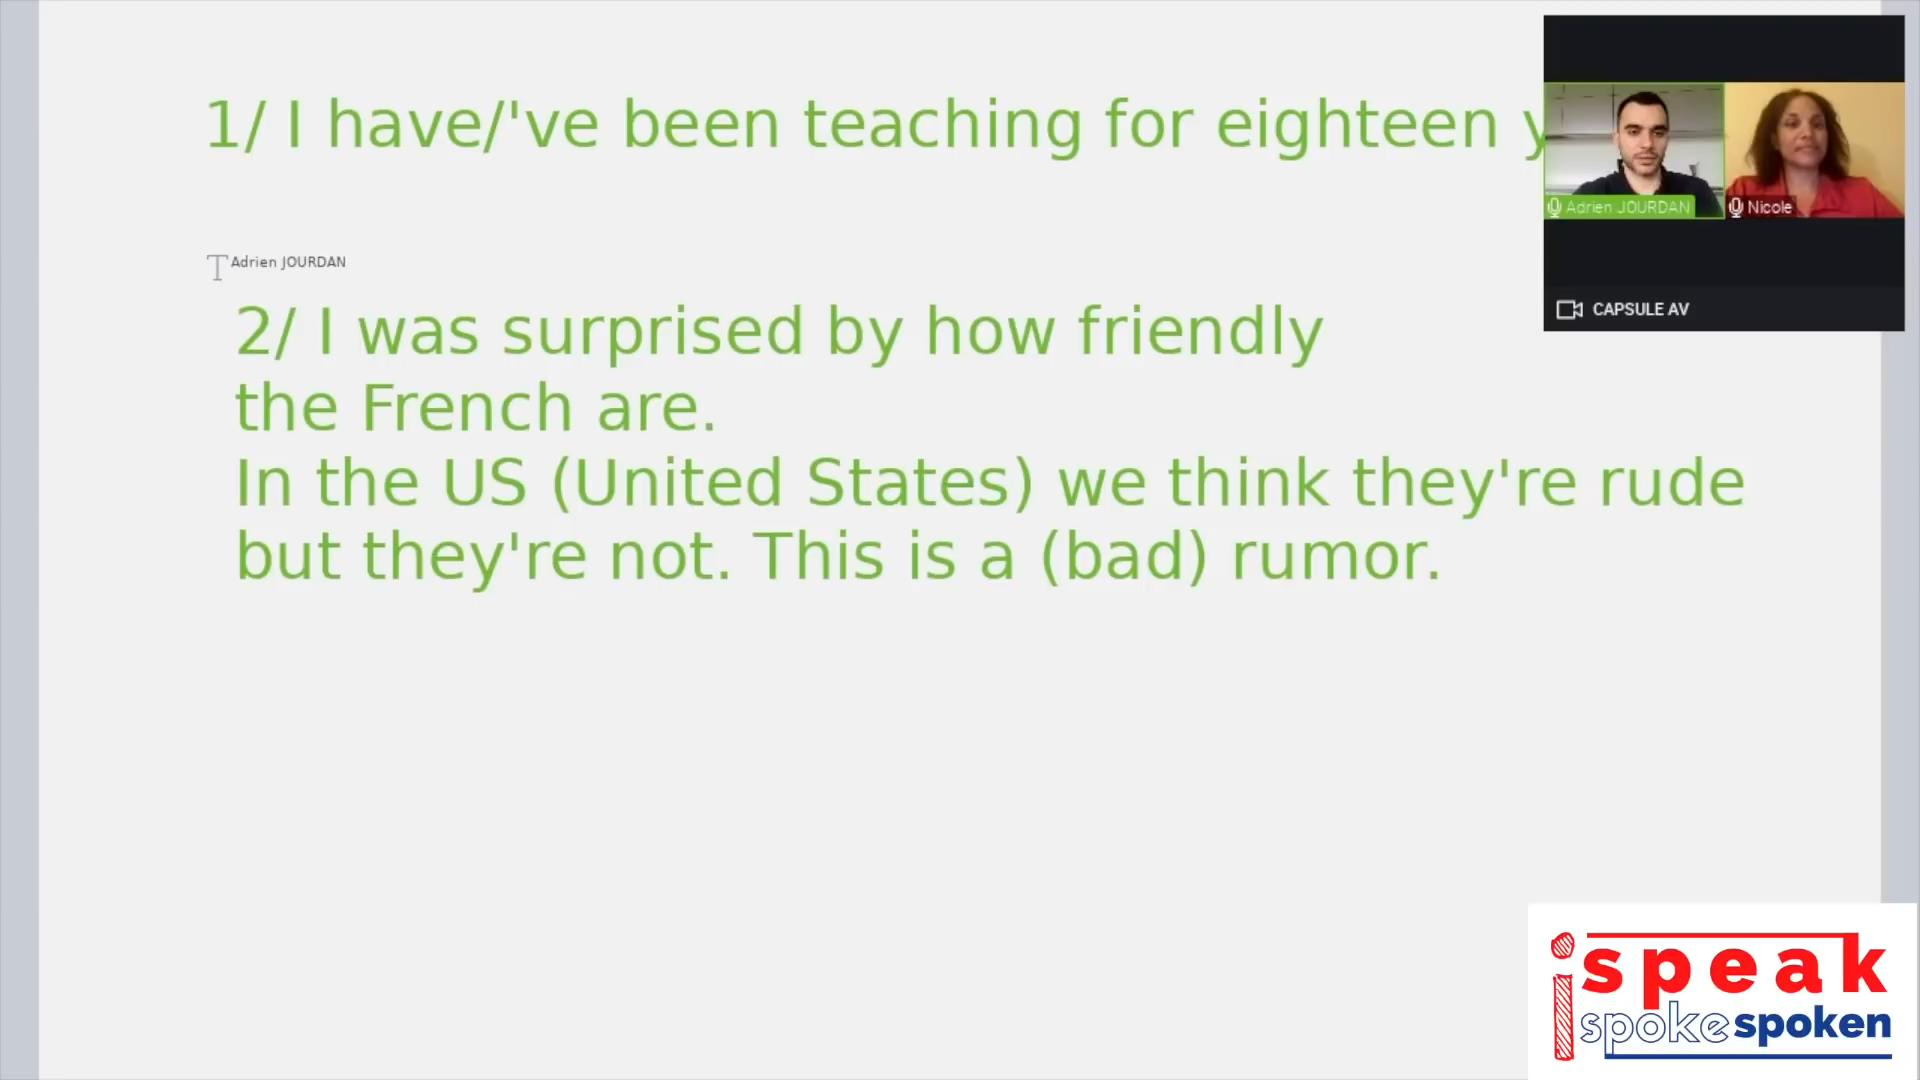 1/ I have/'ve been teaching for eighteen
Adrien JOURDAN
2/ I was surprised by how friendly
the French are.
In the US (United States) we think they're rude
but they're not. This is a (bad) rumor.
Adrien JOURDAN
Nicole
CAPSULE AV
ispeak
spoke spoken